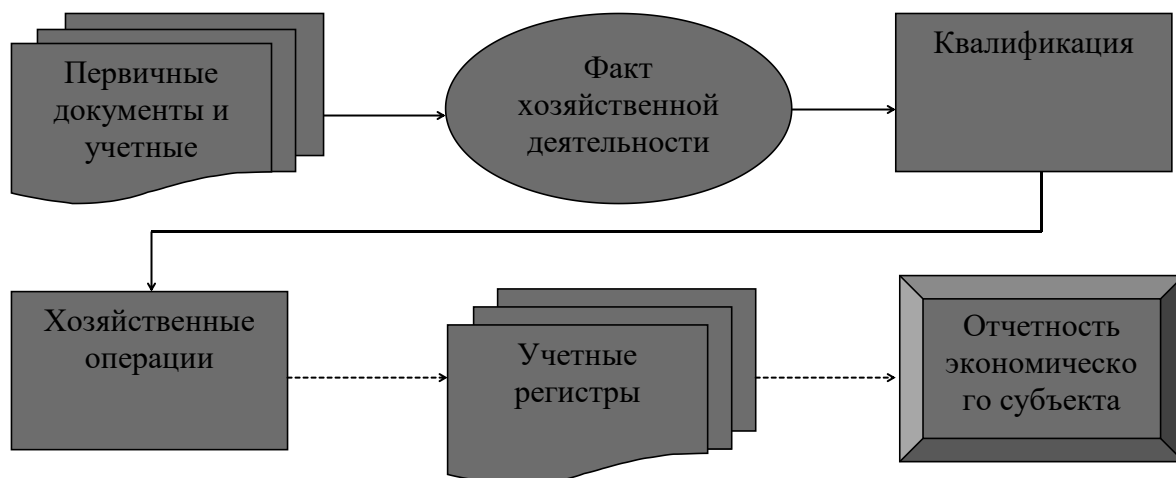 Первичные
документы и
учетные
Факт
хозяйственной
деятельности
Квалификация
Хозяйственные
операции
Учетные
регистры
Отчетность
экономическо
го субъекта